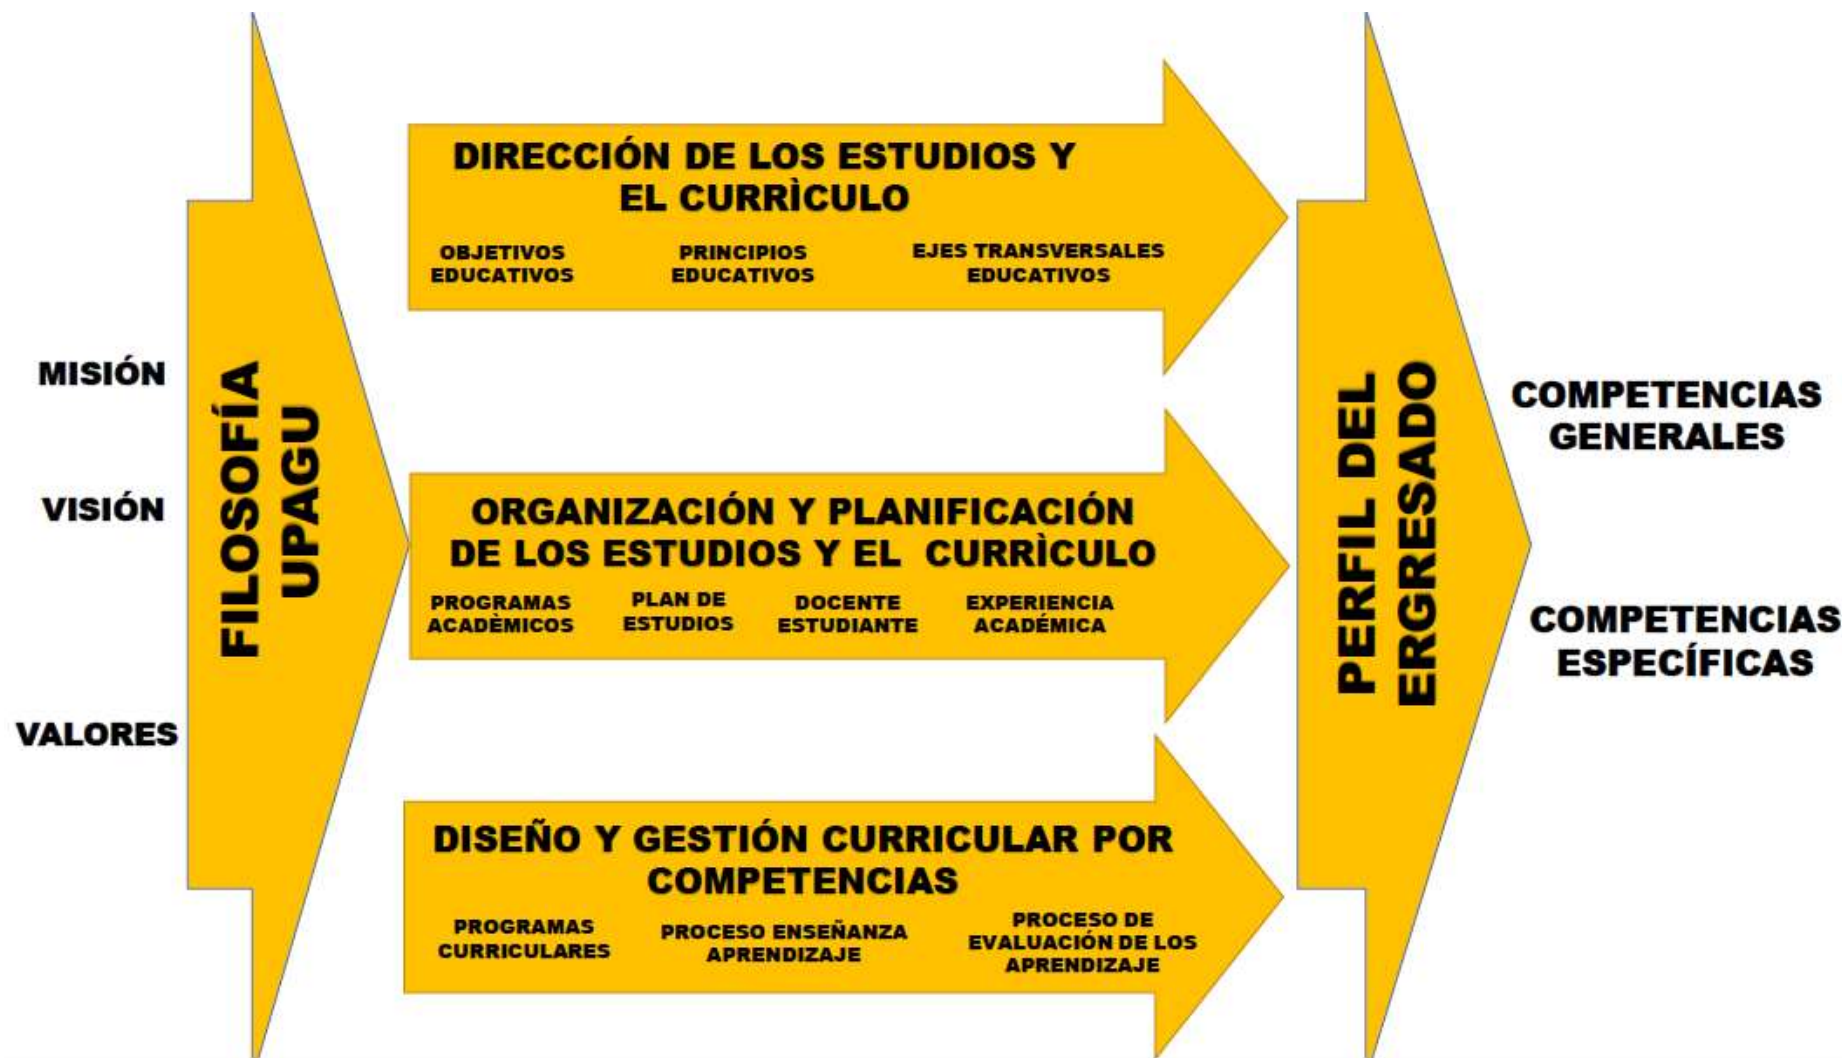 MISIÓN
VISIÓN
VALORES
FILOSOFÍA
UPAGU
DIRECCIÓN DE LOS ESTUDIOS Y
EL CURRÌCULO
OBJETIVOS
EDUCATIVOS
PRINCIPIOS
EDUCATIVOS
EJES TRANSVERSALES
EDUCATIVOS
ORGANIZACIÓN Y PLANIFICACIÓN
DE LOS ESTUDIOS Y EL CURRÌCULO
PROGRAMAS
ACADÈMICOS
PLAN DE
ESTUDIOS
DOCENTE
ESTUDIANTE
EXPERIENCIA
ACADÉMICA
DISEÑO Y GESTIÓN CURRICULAR POR
COMPETENCIAS
PROGRAMAS
CURRICULARES
PROCESO ENSEÑANZA
APRENDIZAJE
PROCESO DE
EVALUACIÓN DE LOS
APRENDIZAJE
PERFIL DEL
ERGRESADO
COMPETENCIAS
GENERALES
COMPETENCIAS
ESPECÍFICAS